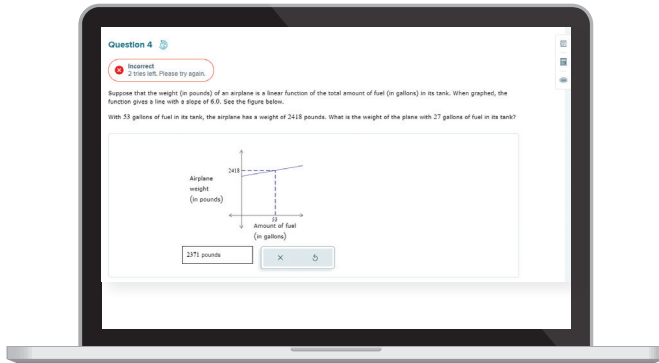 Question 4
Incorrect
2 tries left. Please try again.
Suppose that the weight (in pounds) of an airplane is a linear function of the total amount of fuel (in gallons) in its tank. When graphed, the
function gives a line with a slope of 6.0. See the figure below.
With 53 gallons of fuel in its tank, the airplane has a weight of 2418 pounds. What is the weight of the plane with 27 gallons of fuel in its tank?
2418
Airplane
weight
(in pounds)
53
Amount of fuel
(in gallons)
2371 pounds